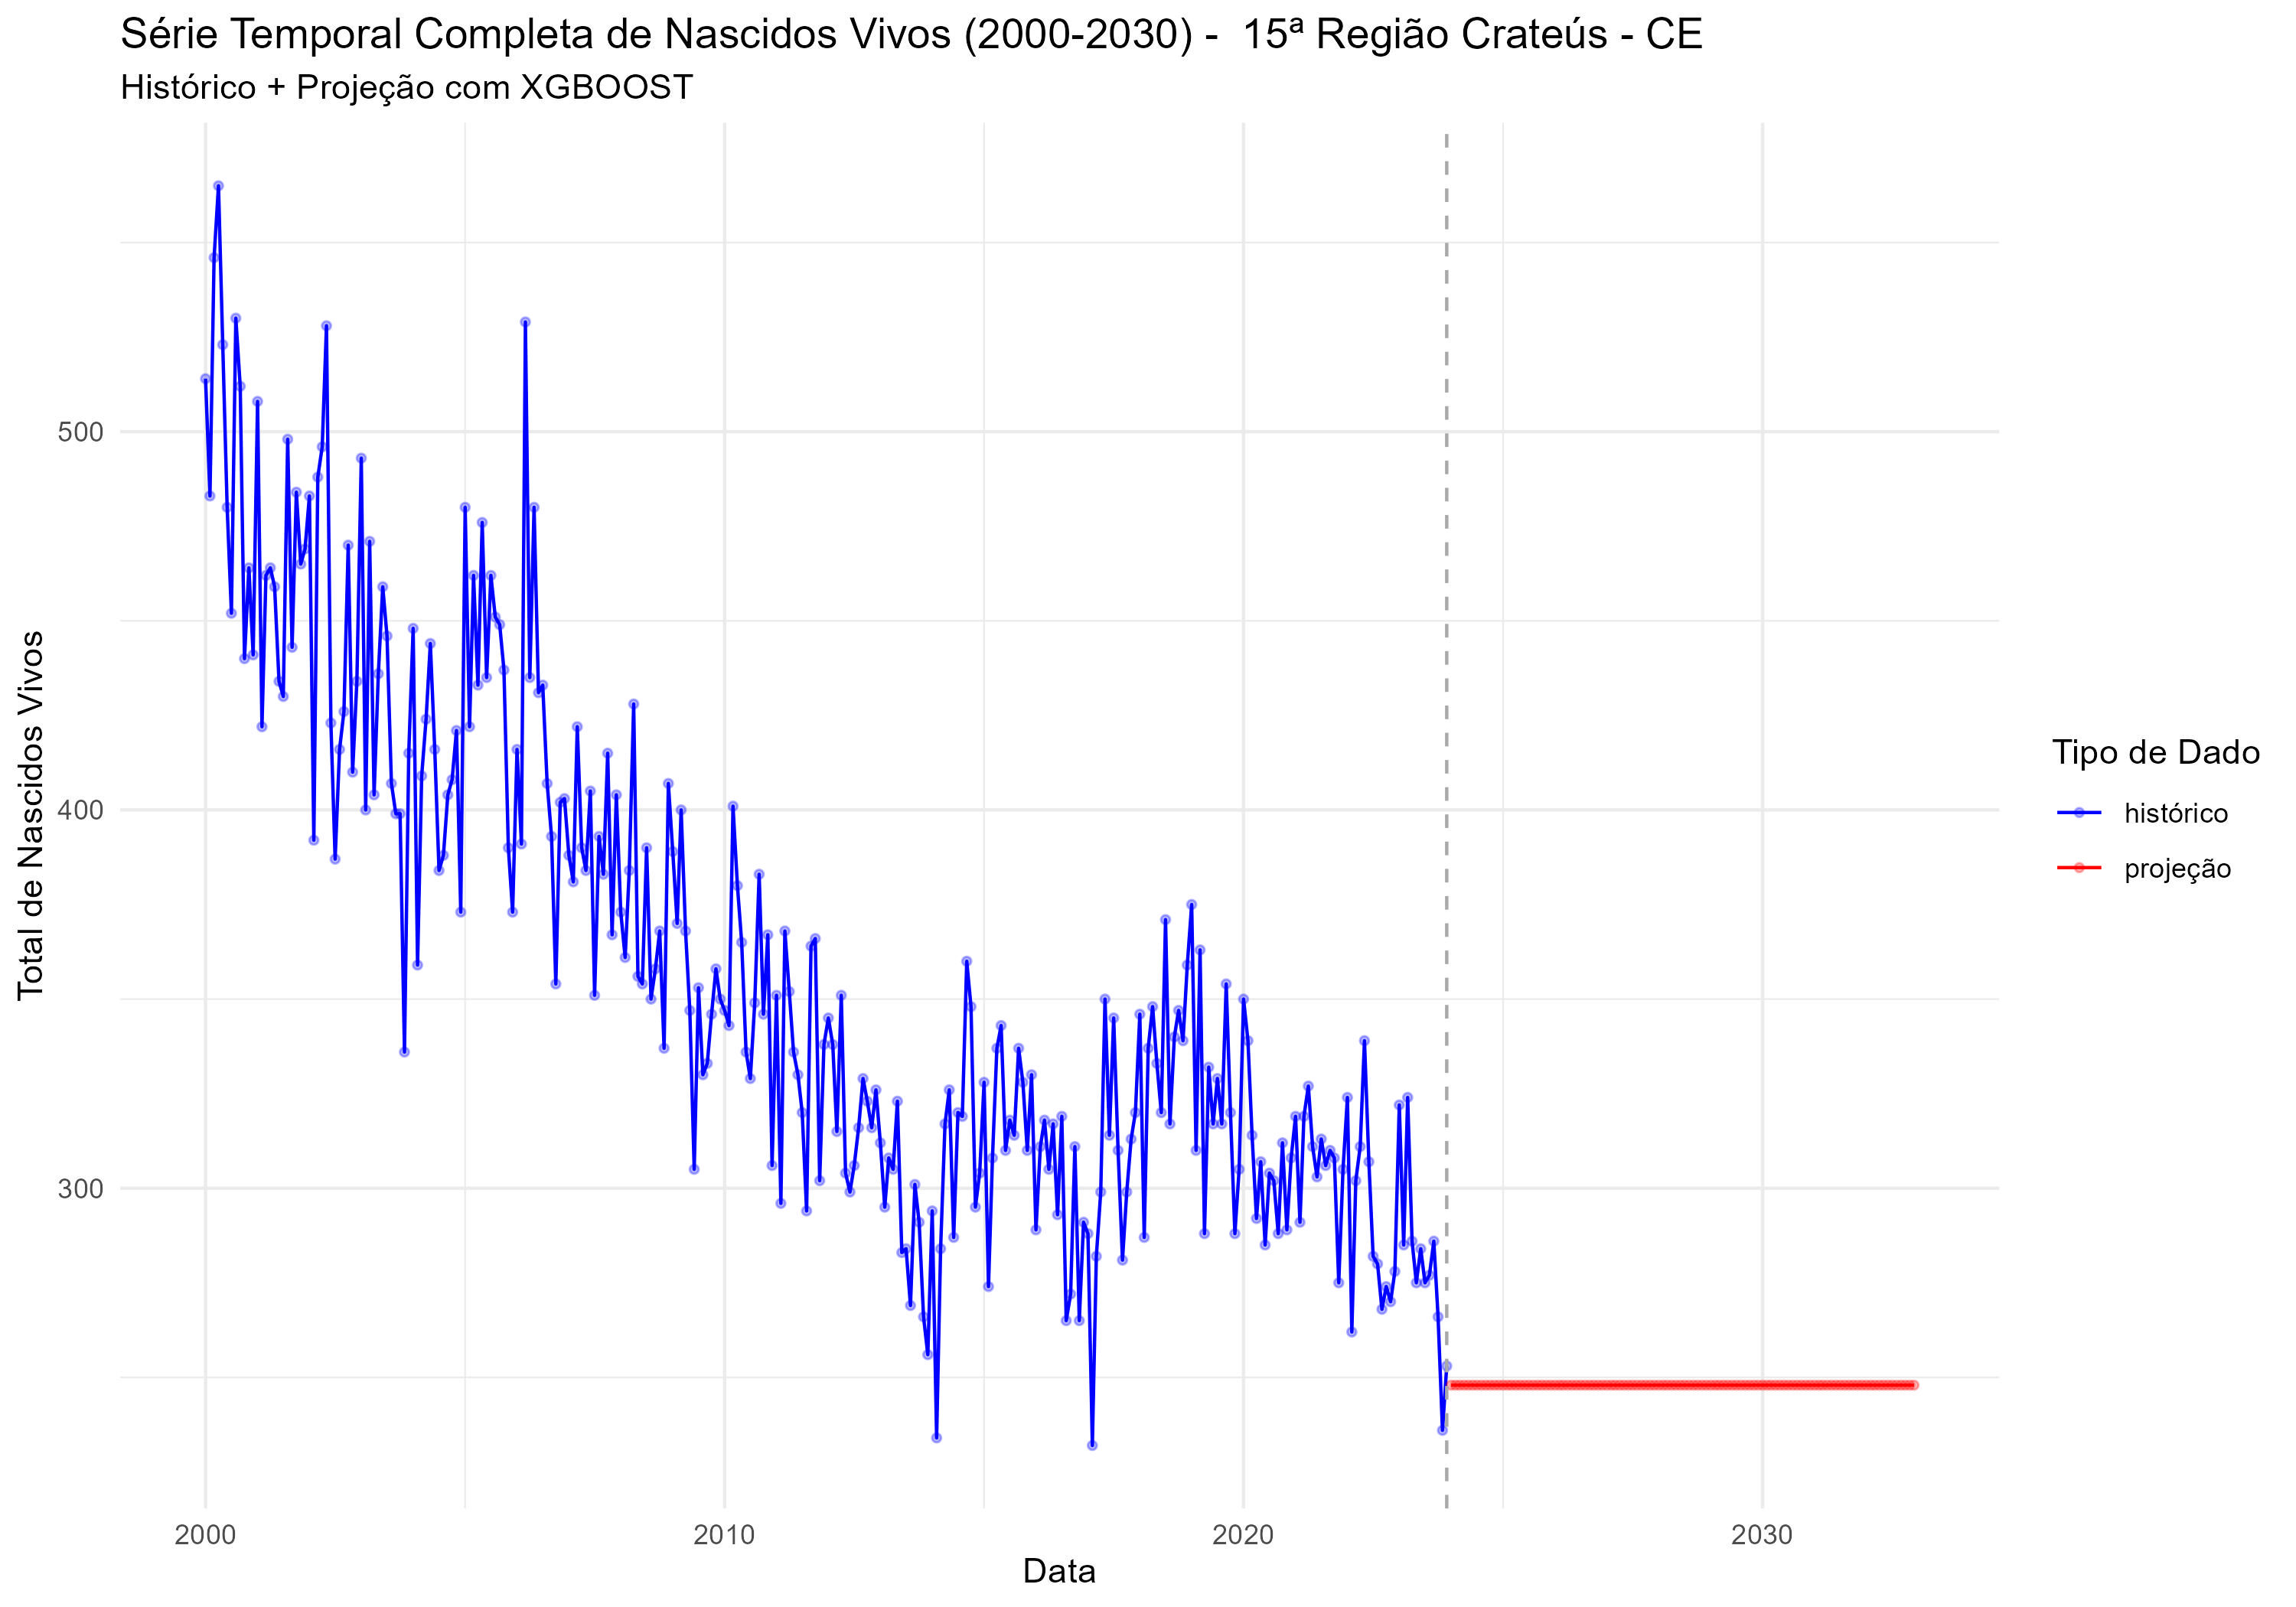 Série Temporal Completa de Nascidos Vivos (2000-2030) -  15ª Região Crateús - CE
Histórico + Projeção com XGBOOST
Total de Nascidos Vivos
500
400
300
2000
2010
2020
2030
Data
Tipo de Dado
histórico
projeção